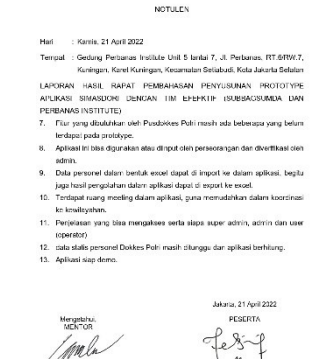 NOTULEN
Hari : Kamis, 21 April 2022
Tempat : Gedung Perbanas Institute Unit 5 lantai 7, Jl. Perbanas, RT.6/RW.7,
Kuningan, Karet Kuningan, Kecamatan Setiabudi, Kota Jakarta Selatan
LAPORAN HASIL RAPAT PEMBAHASAN PENYUSUNAN PROTOTYPE
APLIKASI SIMASDORI DENGAN TIM EFEFKTIF (SUBBAGSUMDA DAN
PERBANAS INSTITUTE)
7. Fitur yang dibutuhkan oleh Pusdokkes Polri masih ada beberapa yang belum
terdapat pada prototype.
8. Aplikasi ini bisa digunakan atau diinput oleh perseorangan dan diverifikasi oleh
admin.
9. Data personel dalam bentuk excel dapat di import ke dalam aplikasi, begitu
juga hasil pengolahan dalam aplikasi dapat di export ke excel.
10. Terdapat ruang meeting dalam aplikasi, guna memudahkan dalam koordinasi
ke kewilayahan.
11. Penjelasan yang bisa mengakses serta siapa super admin, admin dan user
(operator)
12. data statis personel Dokkes Polri masih ditunggu dan aplikasi berhitung.
13. Aplikasi siap demo.
Jakarta, 21 April 2022
Mengetahui,
MENTOR
PESERTA